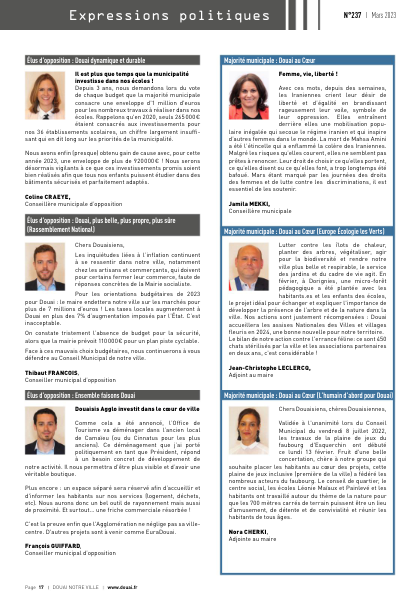 Expressions politiques
N°237 | Mars 2023
Élus d'opposition : Douai dynamique et durable
Il est plus que temps que la municipalité
investisse dans nos écoles !
Depuis 3 ans, nous demandons lors du vote
de chaque budget que la majorité municipale
consacre une enveloppe d'1 million d'euros
pour les nombreux travaux à réaliser dans nos
écoles. Rappelons qu'en 2020, seuls 265000€
étaient consacrés aux investissements pour
nos 36 établissements scolaires, un chiffre largement insuffi-
sant qui en dit long sur les priorités de la municipalité.
Nous avons enfin (presque) obtenu gain de cause avec, pour cette
année 2023, une enveloppe de plus de 920000€ ! Nous serons
désormais vigilants à ce que ces investissements promis soient
bien réalisés afin que tous nos enfants puissent étudier dans des
bâtiments sécurisés et parfaitement adaptés.
Coline CRAEYE,
Conseillère municipale d'opposition
Élus d'opposition : Douai, plus belle, plus propre, plus sûre
(Rassemblement National)
Chers Douaisiens,
Les inquiétudes liées à l'inflation continuent
à se ressentir dans notre ville, notamment
chez les artisans et commerçants, qui doivent
pour certains fermer leur commerce, faute de
réponses concrètes de la Mairie socialiste.
Pour les orientations budgétaires de 2023
pour Douai : le maire endettera notre ville sur les marchés pour
plus de 7 millions d'euros ! Les taxes locales augmenteront à
Douai en plus des 7% d'augmentation imposés par l'État. C'est
inacceptable.
On constate tristement l'absence de budget pour la sécurité,
alors que la mairie prévoit 110000€ pour un plan piste cyclable.
Face à ces mauvais choix budgétaires, nous continuerons à vous
défendre au Conseil Municipal de notre ville.
Thibaut FRANCOIS,
Conseiller municipal d'opposition
Élus d'opposition : Ensemble faisons Douai
Douaisis Agglo investit dans le cœur de ville
Comme cela a été annoncé, l'Office de
Tourisme va déménager dans l'ancien local
de Camaïeu (ou du Cinnatus pour les plus
anciens). Ce déménagement que j'ai porté
politiquement en tant que Président, répond
à un besoin concret de développement de
notre activité. Il nous permettra d'être plus visible et d'avoir une
véritable boutique.
Plus encore : un espace séparé sera réservé afin d'accueillir et
d'informer les habitants sur nos services (logement, déchets,
etc). Nous aurons donc un bel outil de rayonnement mais aussi
de proximité. Et surtout... une friche commerciale résorbée !
C'est la preuve enfin que l'Agglomération ne néglige pas sa ville-
centre. D'autres projets sont à venir comme EuraDouai.
François GUIFFARD,
Conseiller municipal d'opposition
Majorité municipale : Douai au Cœur
Femme, vie, liberté !
Avec ces mots, depuis des semaines,
les Iraniennes crient leur désir de
liberté et d'égalité en brandissant
rageusement leur voile, symbole de
leur oppression. Elles entraînent
derrière elles une mobilisation popu-
laire inégalée qui secoue le régime iranien et qui inspire
d'autres femmes dans le monde. La mort de Mahsa Amini
a été l'étincelle qui a enflammé la colère des Iraniennes.
Malgré les risques qu'elles courent, elles ne semblent pas
prêtes à renoncer. Leur droit de choisir ce qu'elles portent,
ce qu'elles disent ou ce qu'elles font, a trop longtemps été
bafoué. Mars étant marqué par les journée des droits
des femmes et de lutte contre les discriminations, il est
essentiel de les soutenir.
Jamila MEKKI,
Conseillère municipale
Majorité municipale : Douai au Cœur (Europe Écologie les Verts)
Lutter contre les îlots de chaleur,
planter des arbres, végétaliser, agir
pour la biodiversité et rendre notre
ville plus belle et respirable, le service
des jardins et du cadre de vie agit. En
février, à Dorignies, une micro-forêt
pédagogique a été plantée avec les
habitants.es et les enfants des écoles,
le projet idéal pour échanger et expliquer l'importance de
développer la présence de l'arbre et de la nature dans la
ville. Nos actions sont justement récompensées : Douai
accueillera les assises Nationales des Villes et villages
fleuris en 2024, une bonne nouvelle pour notre territoire.
Le bilan de notre action contre l'errance féline: ce sont 450
chats stérilisés par la ville et les associations partenaires
en deux ans, c'est considérable !
Jean-Christophe LECLERCQ,
Adjoint au maire
Majorité municipale : Douai au Cœur (L'humain d'abord pour Douai)
Chers Douaisiens, chères Douaisiennes,
Validée à l'unanimité lors du Conseil
Municipal du vendredi 8 juillet 2022,
les travaux de la plaine de jeux du
faubourg d'Esquerchin ont débuté
ce lundi 13 février. Fruit d'une belle
concertation, chère à notre groupe qui
souhaite placer les habitants au cœur des projets, cette
plaine de jeux inclusive (première de la ville) a fédéré les
nombreux acteurs du faubourg. Le conseil de quartier, le
centre social, les écoles Léonie Maïaux et Painlevé et les
habitants ont travaillé autour du thème de la nature pour
que les 700 mètres carrés de terrain puissent être un lieu
d'amusement, de détente et de convivialité et réunir les
habitants de tous âges.
Nora CHERKI,
Adjointe au maire
Page 17 | DOUAI NOTRE VILLE | www.douai.fr